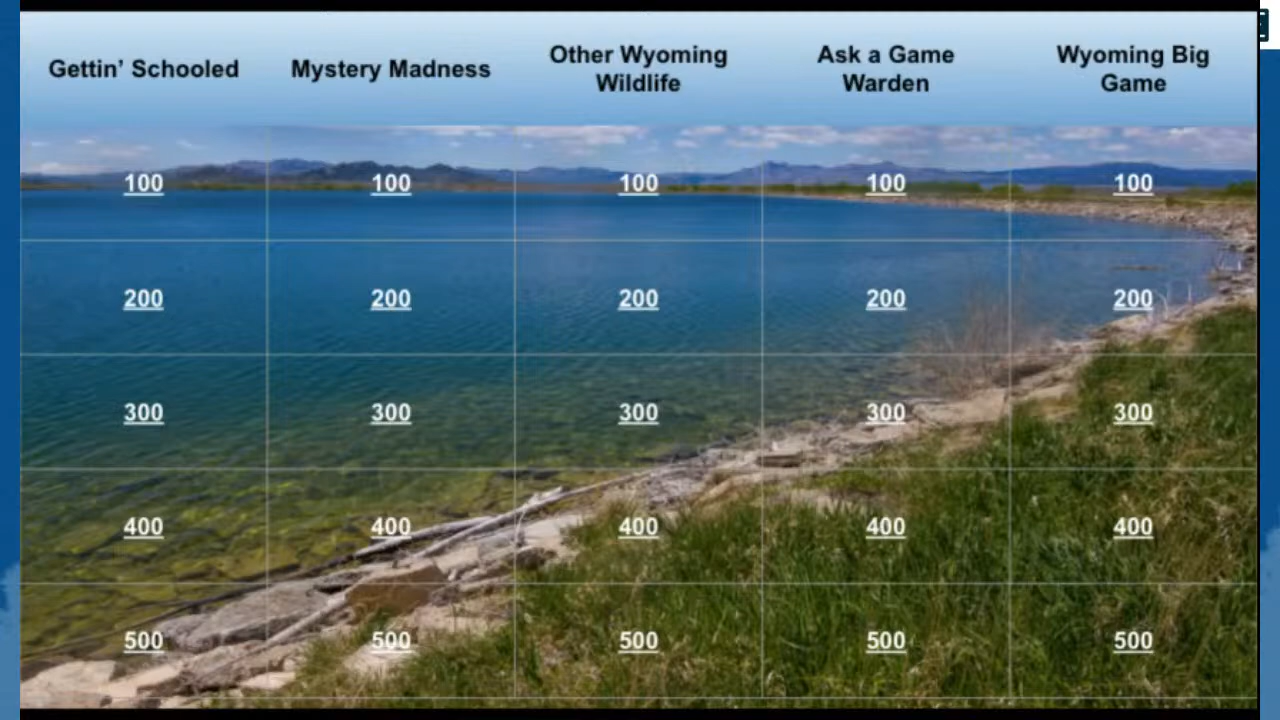 Gettin’ Schooled
Mystery Madness
Other Wyoming
Wildlife
Ask a Game
Warden
Wyoming Big
Game
100 100 100 100 100
200 200 200 200 200
300 300 300 300 300
400 400 400 400 400
500 500 500 500 500